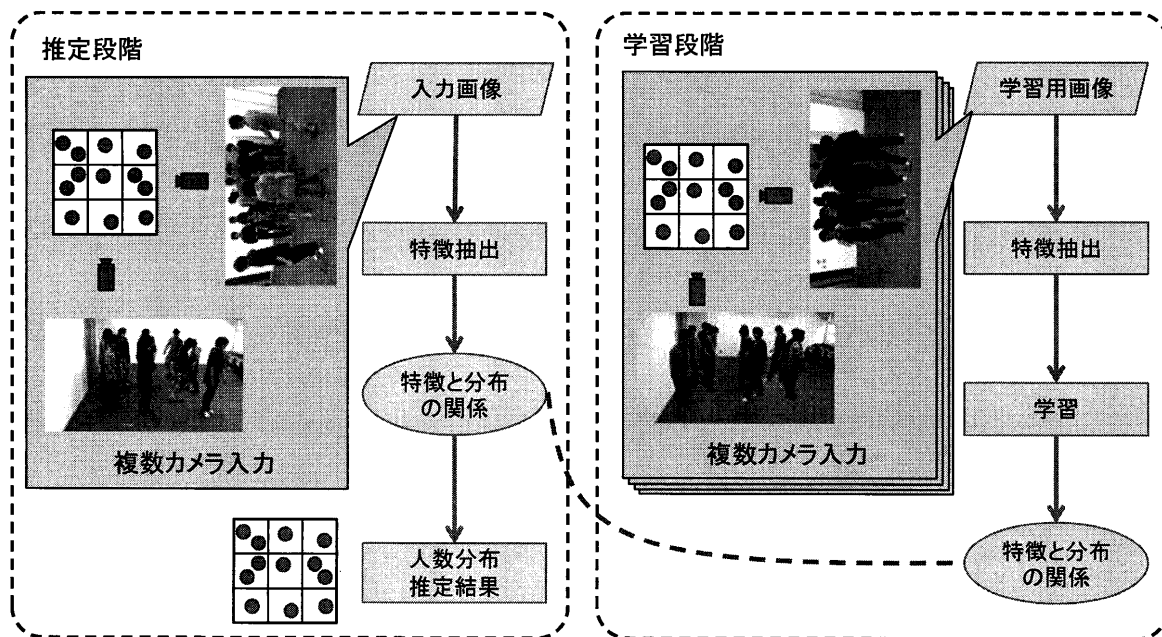 推定段階
入力画像
特徴抽出
特徴と分布
の関係
複数カメラ入力
人数分布
推定結果
学習段階
学習用画像
特徴抽出
学習
複数カメラ入力
特徴と分布
の関係